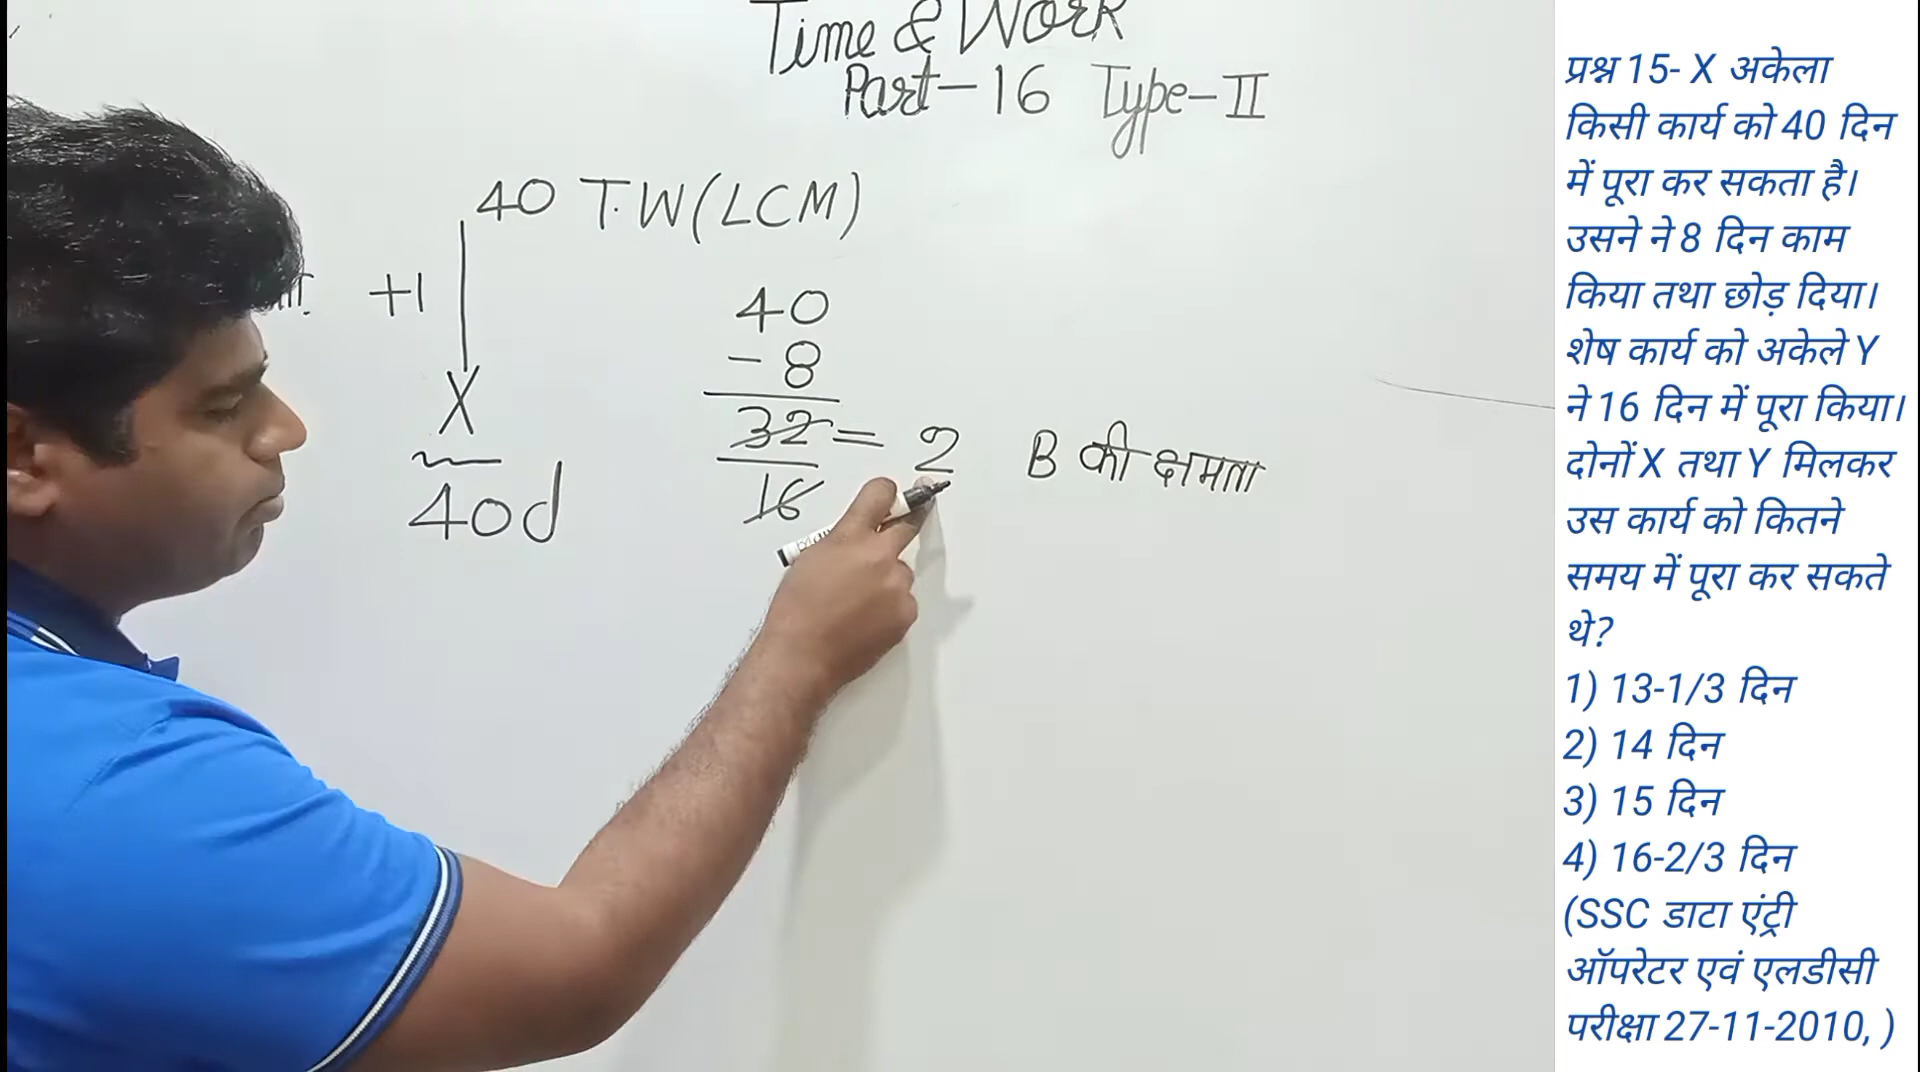 Time & Work
Part-16 Type-II
40 T.W(LCM)
+1
X
40d
40
- 8
32 = 2
16
B की क्षमता
प्रश्न 15- X अकेला
किसी कार्य को 40 दिन
में पूरा कर सकता है।
उसने ने 8 दिन काम
किया तथा छोड़ दिया।
शेष कार्य को अकेले Y
ने 16 दिन में पूरा किया।
दोनों X तथा Y मिलकर
उस कार्य को कितने
समय में पूरा कर सकते
थे?
1) 13-1/3 दिन
2) 14 दिन
3) 15 दिन
4) 16-2/3 दिन
(SSC डाटा एंट्री
ऑपरेटर एवं एलडीसी
परीक्षा 27-11-2010, )